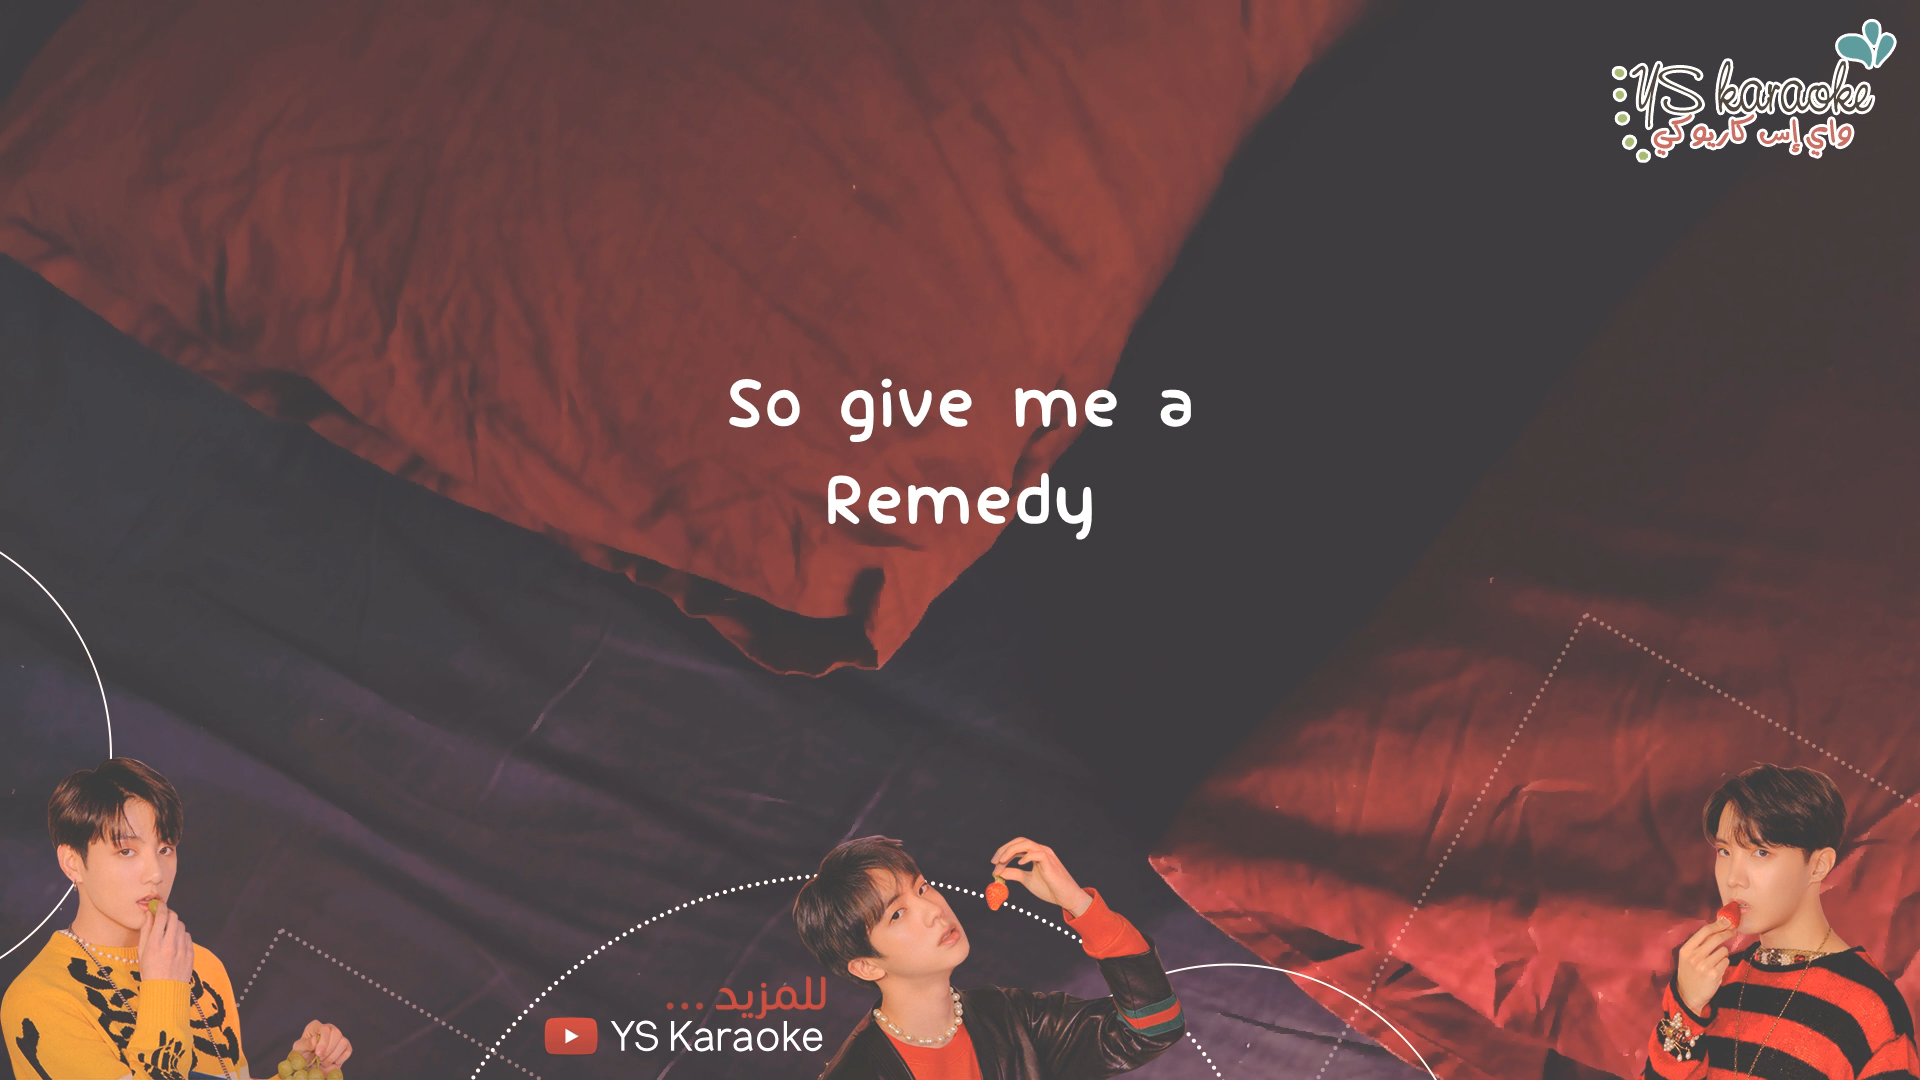 YS karaoke
واي إس كاريوكي
So give me a
Remedy
للمزيد ...
YS Karaoke